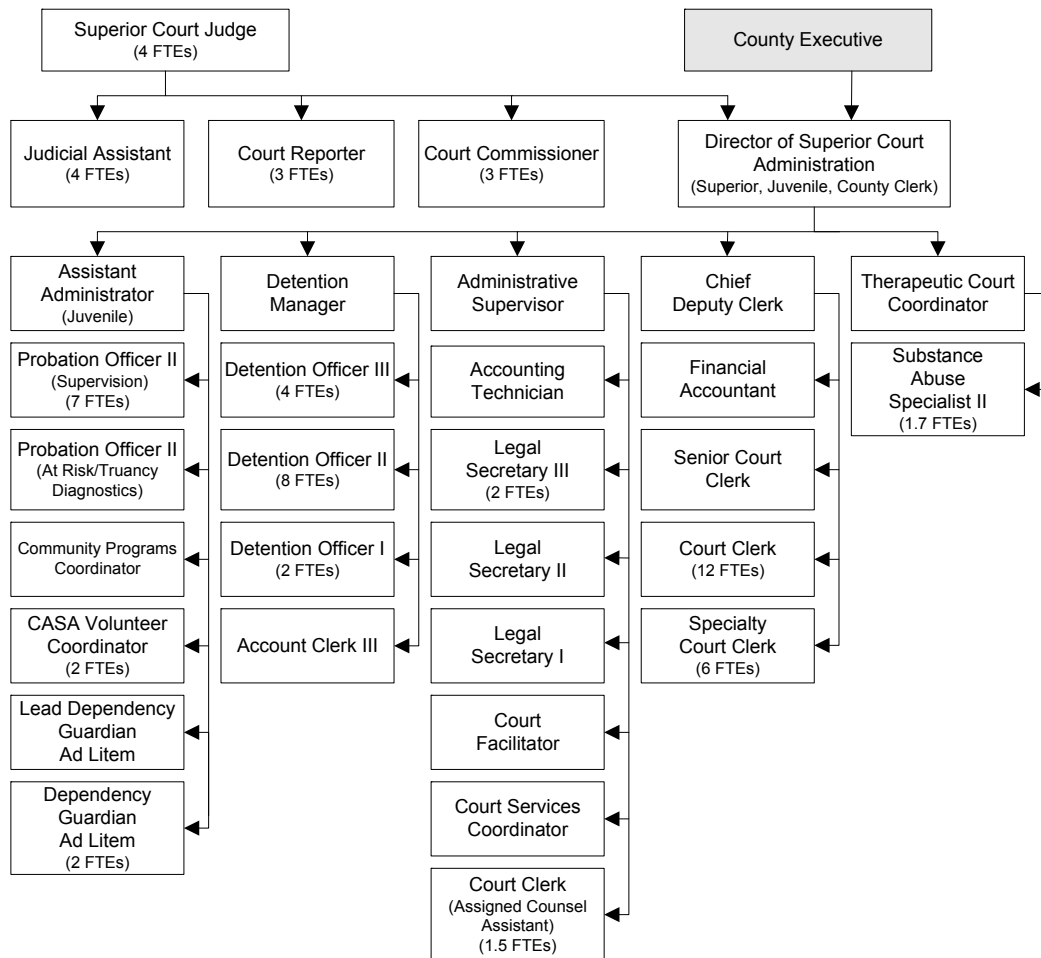 Superior Court Judge
(4 FTEs)
County Executive
Judicial Assistant
(4 FTEs)
Court Reporter
(3 FTEs)
Court Commissioner
(3 FTEs)
Director of Superior Court
Administration
(Superior, Juvenile, County Clerk)
Assistant
Administrator
(Juvenile)
Detention
Manager
Administrative
Supervisor
Chief
Deputy Clerk
Therapeutic Court
Coordinator
Probation Officer II
(Supervision)
(7 FTEs)
Detention Officer III
(4 FTEs)
Accounting
Technician
Financial
Accountant
Substance
Abuse
Specialist II
(1.7 FTEs)
Probation Officer II
(At Risk/Truancy
Diagnostics)
Detention Officer II
(8 FTEs)
Legal
Secretary III
(2 FTEs)
Senior Court
Clerk
Community Programs
Coordinator
Detention Officer I
(2 FTEs)
Legal
Secretary II
Court Clerk
(12 FTEs)
CASA Volunteer
Coordinator
(2 FTEs)
Account Clerk III
Legal
Secretary I
Specialty
Court Clerk
(6 FTEs)
Lead Dependency
Guardian
Ad Litem
Court
Facilitator
Dependency
Guardian
Ad Litem
(2 FTEs)
Court Services
Coordinator
Court Clerk
(Assigned Counsel
Assistant)
(1.5 FTEs)